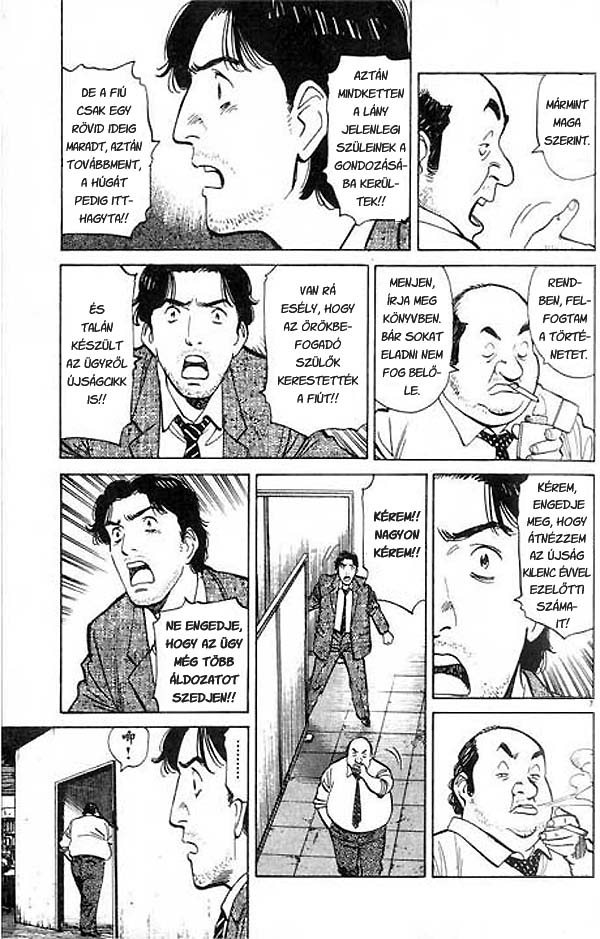 MÁRMINT
MAGA
SZERINT.
AZTÁN
MINDKETTEN
A LÁNY
JELENLEGI
SZÜLEINEK A
GONDOZÁSÁ-
BA KERÜL-
TEK!!
DE A FIÚ
CSAK EGY
RÖVID IDEIG
MARADT, AZTÁN
TOVÁBBMENT,
A HÚGÁT
PEDIG ITT-
HAGYTA!!
REND-
BEN, FEL-
FOGTAM
A TÖRTÉ-
NETET.
MENJEN,
ÍRJA MEG
KÖNYVBEN.
BÁR SOKAT
ELADNI NEM
FOG BELŐ-
LE.
VAN RÁ
ESÉLY, HOGY
AZ ÖRÖKBE-
FOGADÓ
SZÜLŐK
KERESTETTÉK
A FIÚT!!
ÉS
TALÁN
KÉSZÜLT
AZ ÜGYRŐL
ÚJSÁGCIKK
IS!!
KÉREM,
ENGEDJE
MEG, HOGY
ÁTNÉZZEM
AZ ÚJSÁG
KILENC ÉVVEL
EZELŐTTI
SZÁMA-
IT!
7
KÉREM!!
NAGYON
KÉREM!!
NE ENGEDJE,
HOGY AZ ÜGY
MÉG TÖBB
ÁLDOZATOT
SZEDJEN!!